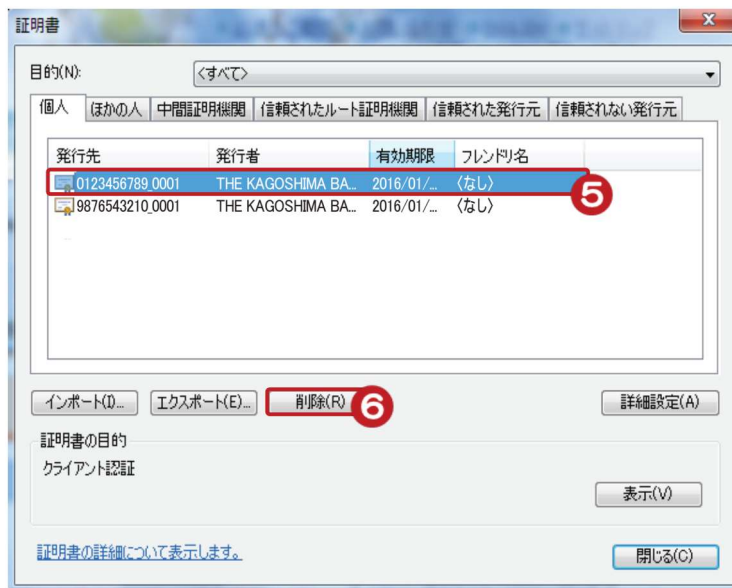 証明書
目的(N): <すべて>
個人 ほかの人 中間証明機関 信頼されたルート証明機関 信頼された発行元 信頼されない発行元
発行先 発行者 有効期限 フレンドリ名
0123456789_0001 THE KAGOSHIMA BA... 2016/01/... <なし>
5
9876543210_0001 THE KAGOSHIMA BA... 2016/01/... <なし>
インポート(I)... エクスポート(E)... 削除(R) 6 詳細設定(A)
証明書の目的
クライアント認証
表示(V)
証明書の詳細について表示します。
閉じる(C)